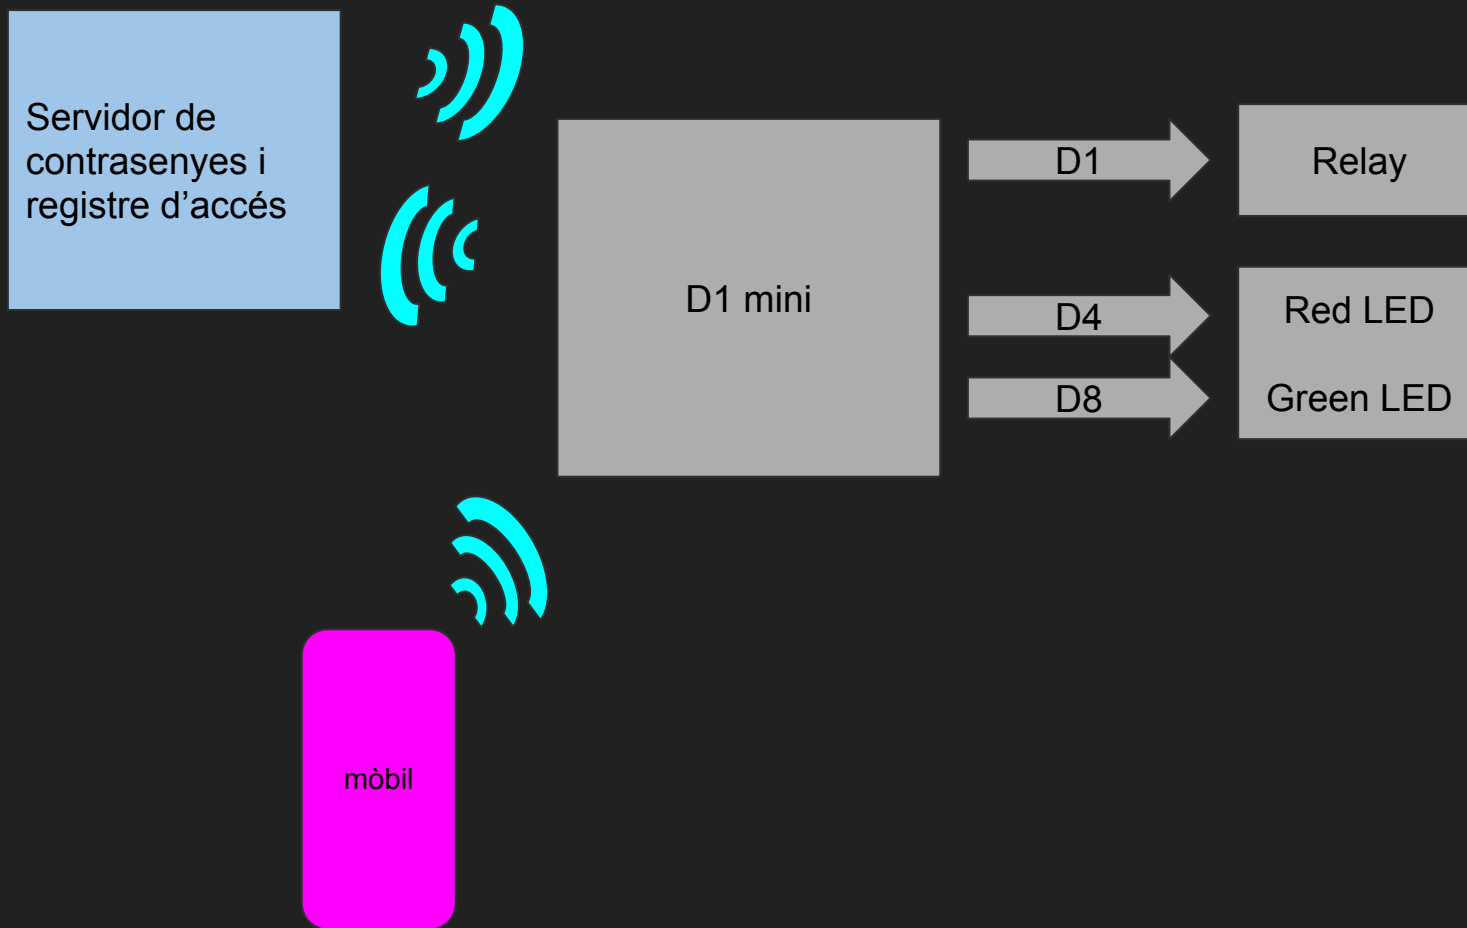 Servidor de
contrasenyes i
registre d’accés
D1 mini
D1
Relay
D4
Red LED
D8
Green LED
mòbil